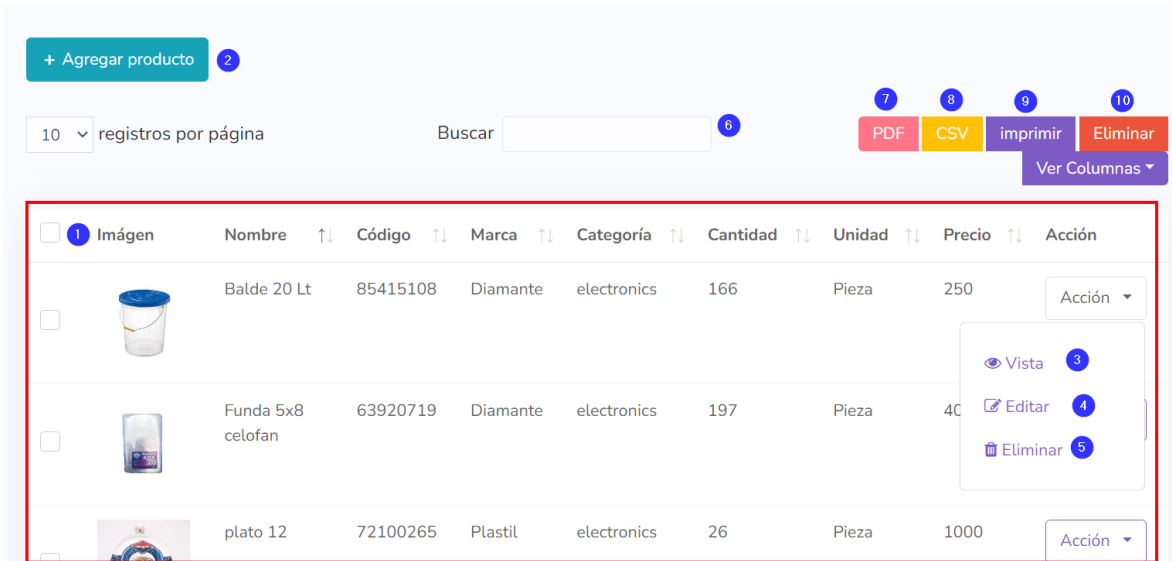 + Agregar producto 2
7 8 9 10
10 registros por página Buscar 6 PDF CSV imprimir Eliminar
Ver Columnas
1 Imágen Nombre Código Marca Categoría Cantidad Unidad Precio Acción
Balde 20 Lt 85415108 Diamante electronics 166 Pieza 250 Acción
Vista 3
Funda 5x8 celofan 63920719 Diamante electronics 197 Pieza 40
Editar 4
Eliminar 5
plato 12 72100265 Plastil electronics 26 Pieza 1000 Acción